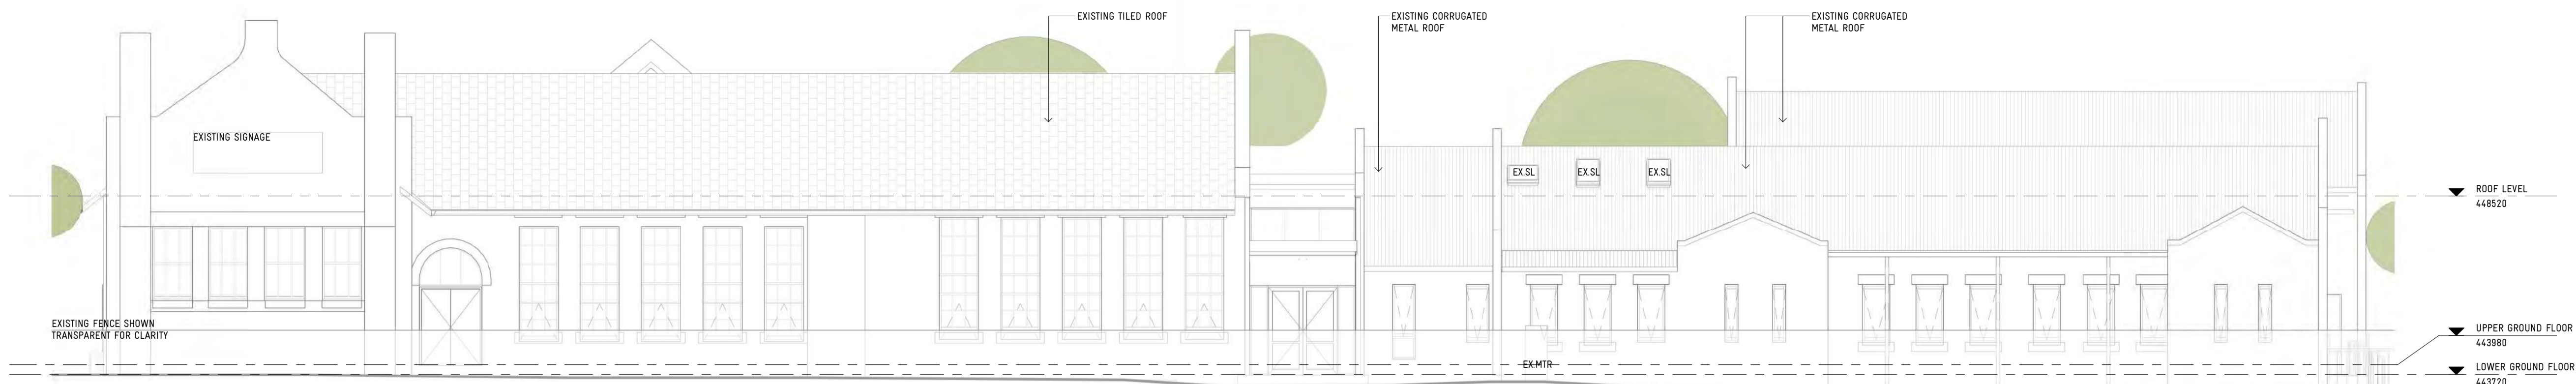 EXISTING TILED ROOF
EXISTING CORRUGATED
METAL ROOF
EXISTING CORRUGATED
METAL ROOF
EXISTING SIGNAGE
EX.SL
EX.SL
EX.SL
ROOF LEVEL
448520
EXISTING FENCE SHOWN
TRANSPARENT FOR CLARITY
UPPER GROUND FLOOR
443980
EX.MTR
LOWER GROUND FLOOR
443720